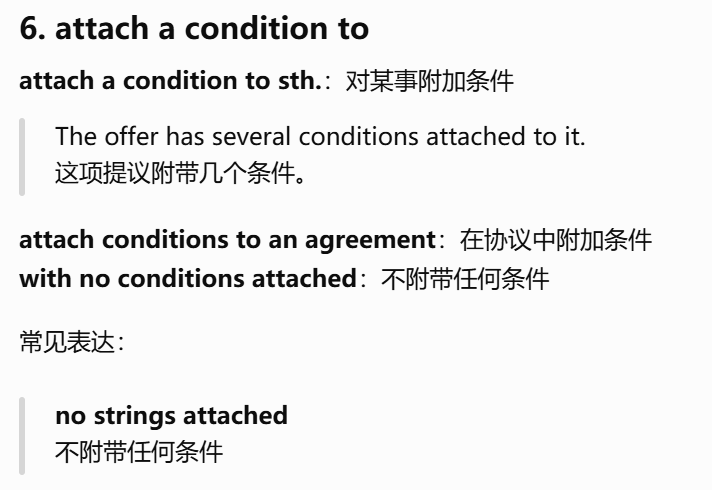 6. attach a condition to
attach a condition to sth.：对某事附加条件
The offer has several conditions attached to it.
这项提议附带几个条件。
attach conditions to an agreement：在协议中附加条件
with no conditions attached：不附带任何条件
常见表达：
no strings attached
不附带任何条件